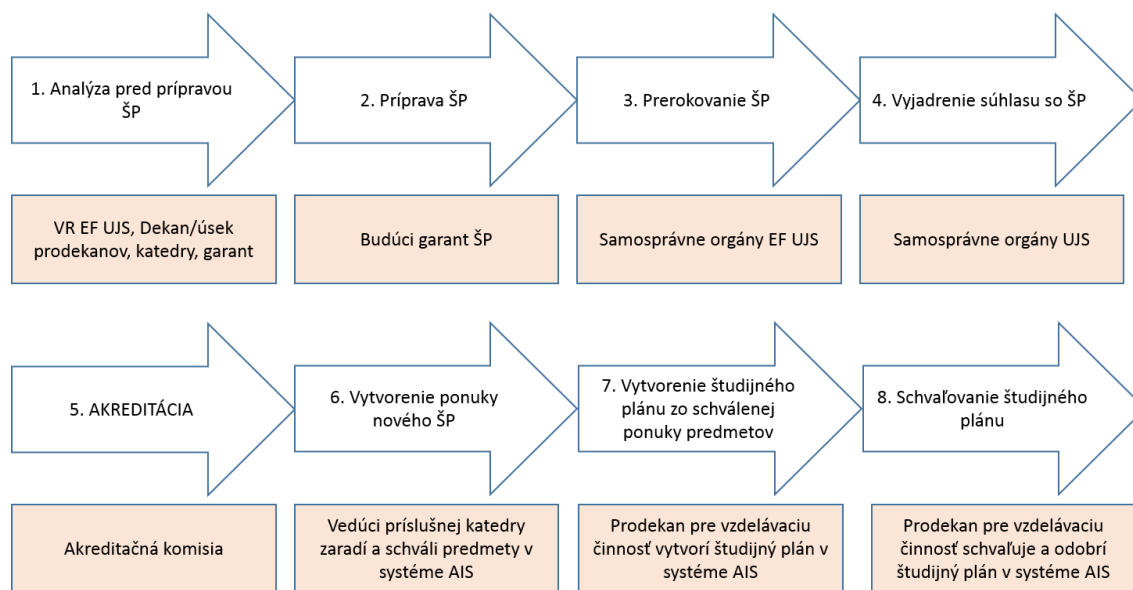 1. Analýza pred prípravou
ŠP
2. Príprava ŠP
3. Prerokovanie ŠP
4. Vyjadrenie súhlasu so ŠP
VR EF UJS, Dekan/úsek
prodekanov, katedry, garant
Budúci garant ŠP
Samosprávne orgány EF UJS
Samosprávne orgány UJS
5. AKREDITÁCIA
6. Vytvorenie ponuky
nového ŠP
7. Vytvorenie študijného
plánu zo schválenej
ponuky predmetov
8. Schvaľovanie študijného
plánu
Akreditačná komisia
Vedúci príslušnej katedry
zaradí a schváli predmety v
systéme AIS
Prodekan pre vzdelávaciu
činnosť vytvorí študijný plán v
systéme AIS
Prodekan pre vzdelávaciu
činnosť schvaľuje a odobrí
študijný plán v systéme AIS